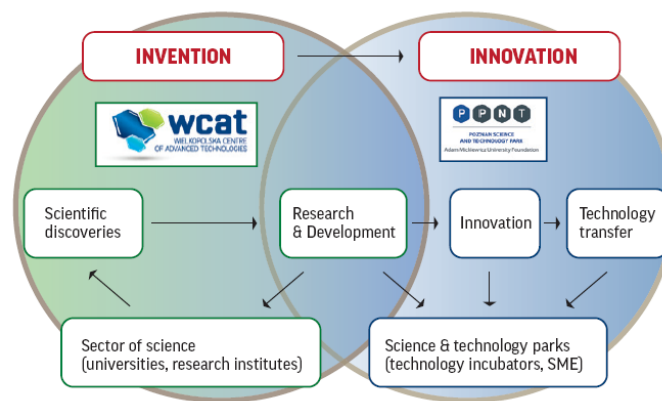 INVENTION
INNOVATION
wcat
WIELKOPOLSKA CENTRE
OF ADVANCED TECHNOLOGIES
PPNT
POZNAN SCIENCE
AND TECHNOLOGY PARK
Adam Mickiewicz University Foundation
Scientific
discoveries
Research
& Development
Innovation
Technology
transfer
Sector of science
(universities, research institutes)
Science & technology parks
(technology incubators, SME)